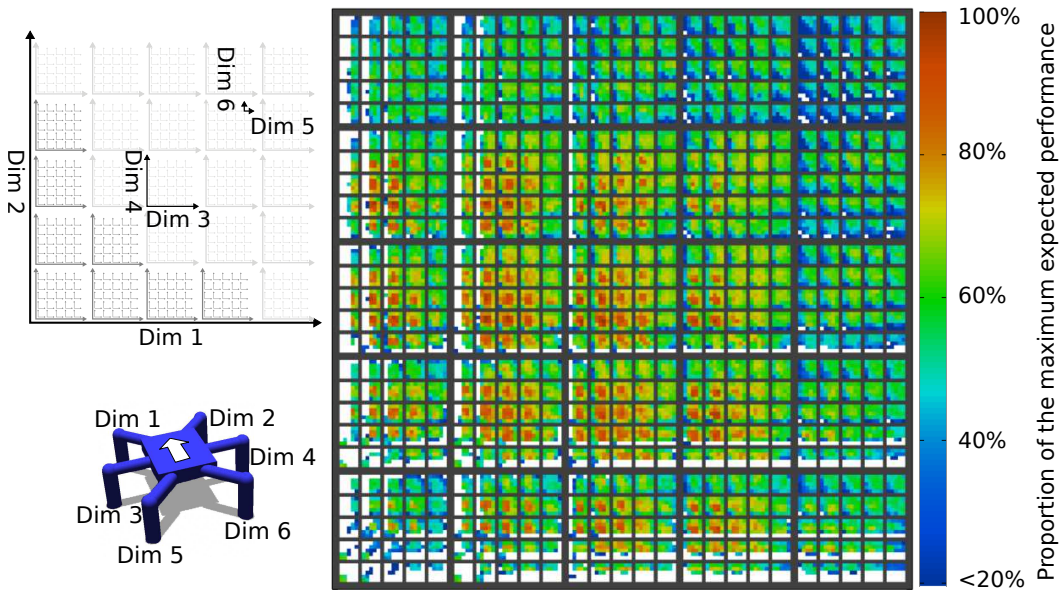 Dim 2
Dim 1
Dim 4
Dim 3
Dim 6
Dim 5
Dim 1
Dim 2
Dim 4
Dim 3
Dim 6
Dim 5
100%
80%
60%
40%
<20%
Proportion of the maximum expected performance